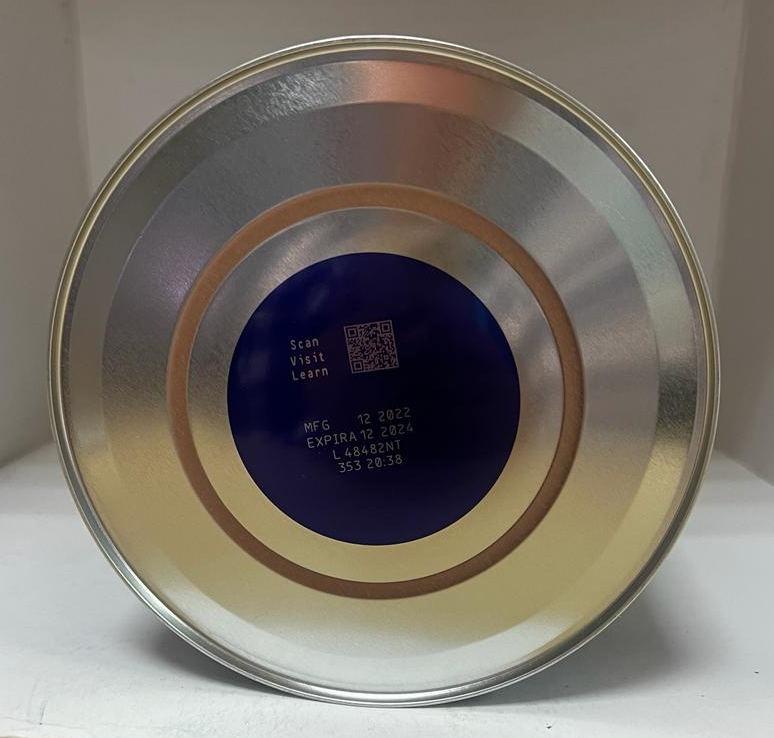 Scan
Visit
Learn
MFG 12 2022
EXPIRA 12 2024
L 48482NT
353 20:38